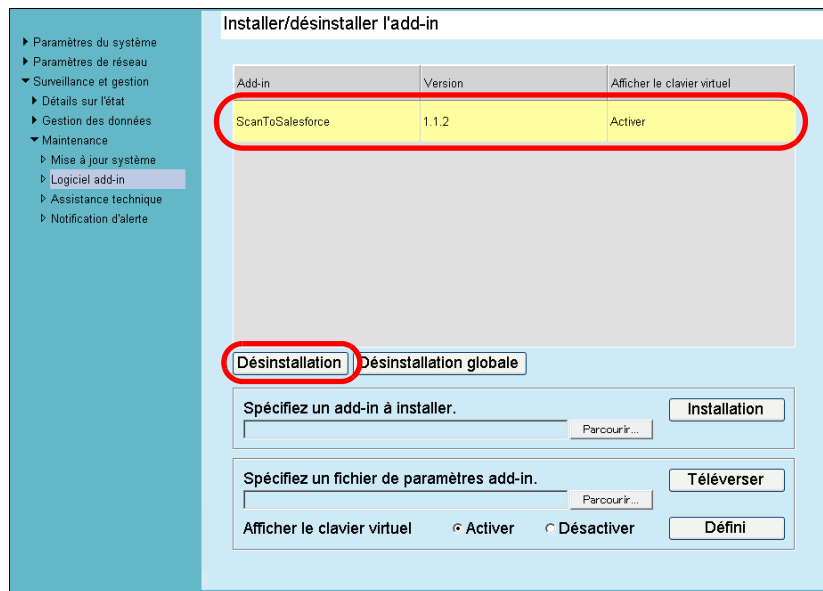 Installer/désinstaller l'add-in
Paramètres du système
Paramètres de réseau
Surveillance et gestion
Détails sur l'état
Gestion des données
Maintenance
Mise à jour système
Logiciel add-in
Assistance technique
Notification d'alerte
Add-in Version Afficher le clavier virtuel
ScanToSalesforce 1.1.2 Activer
Désinstallation Désinstallation globale
Spécifiez un add-in à installer. Installation
Parcourir...
Spécifiez un fichier de paramètres add-in. Téléverser
Parcourir...
Afficher le clavier virtuel Activer Désactiver Défini